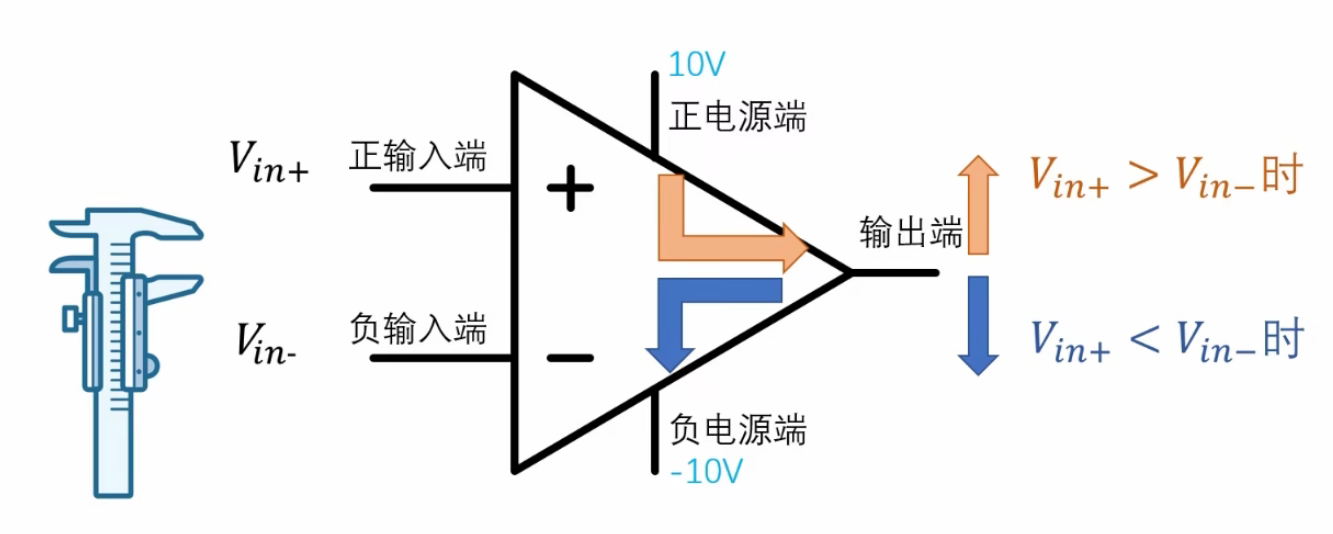 10V
正电源端
V_{in+} 正输入端
+
V_{in+} > V_{in−}时
输出端
V_{in-} 负输入端
−
V_{in+} < V_{in−}时
负电源端
-10V